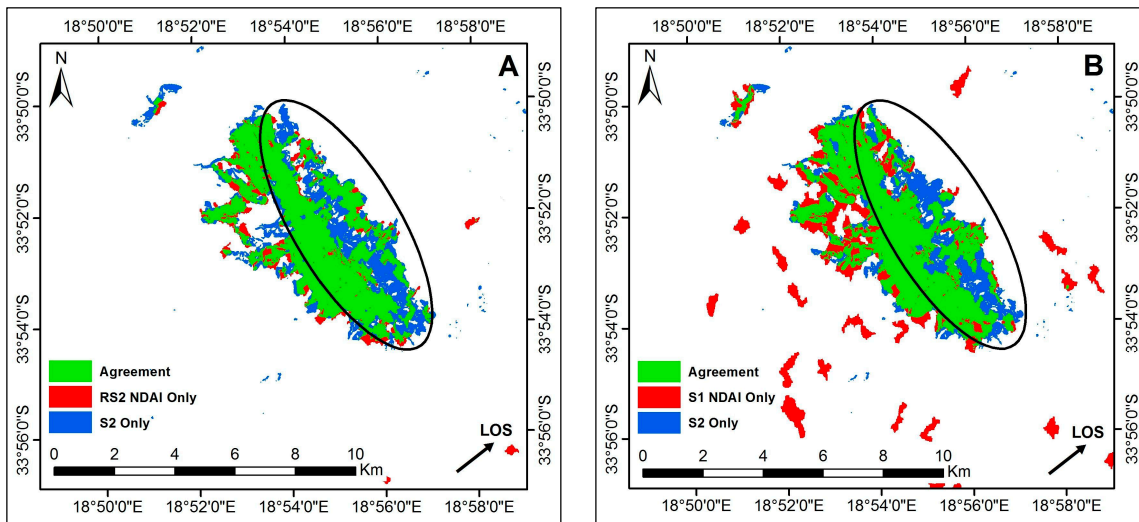 18°50'0"E 18°52'0"E 18°54'0"E 18°56'0"E 18°58'0"E
N
A
33°50'0"S
33°52'0"S
33°54'0"S
33°56'0"S
33°50'0"S
33°52'0"S
33°54'0"S
33°56'0"S
Agreement
RS2 NDAI Only
S2 Only
LOS
0 2 4 6 8 10
Km
18°50'0"E 18°52'0"E 18°54'0"E 18°56'0"E 18°58'0"E
18°50'0"E 18°52'0"E 18°54'0"E 18°56'0"E 18°58'0"E
N
B
33°50'0"S
33°52'0"S
33°54'0"S
33°56'0"S
33°50'0"S
33°52'0"S
33°54'0"S
33°56'0"S
Agreement
S1 NDAI Only
S2 Only
LOS
0 2 4 6 8 10
Km
18°50'0"E 18°52'0"E 18°54'0"E 18°56'0"E 18°58'0"E